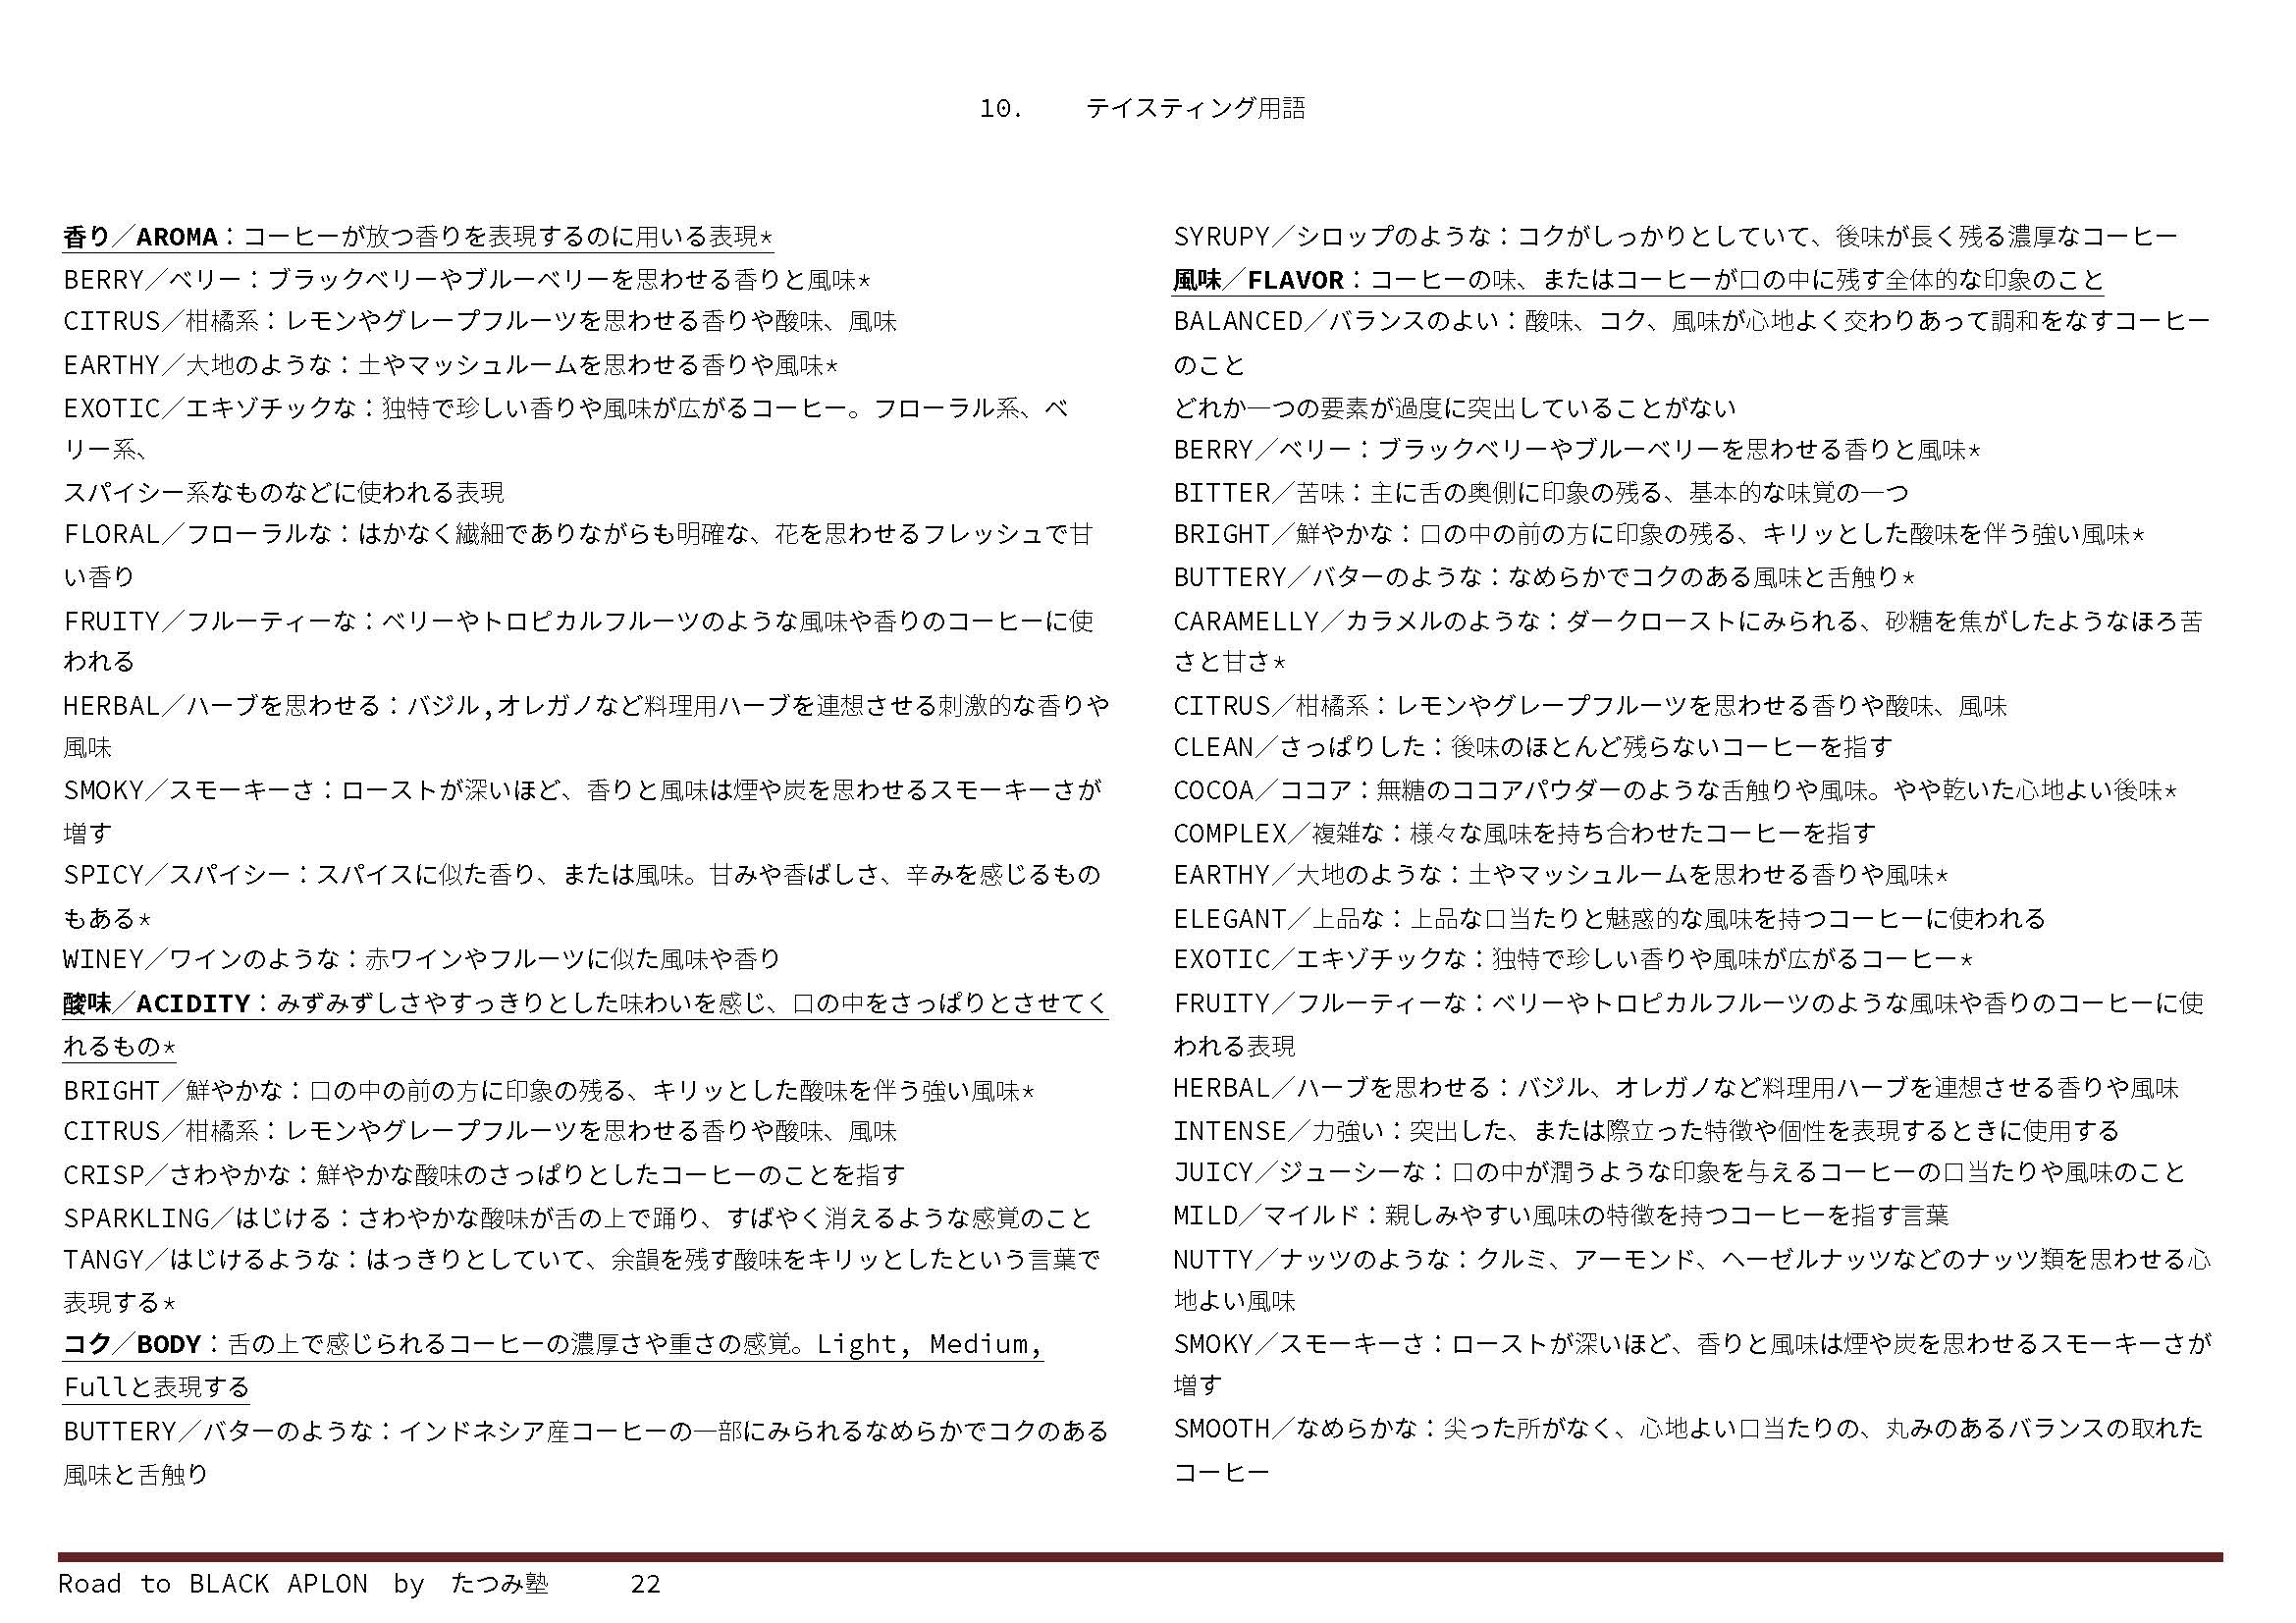 10. テイスティング用語
香り／AROMA：コーヒーが放つ香りを表現するのに用いる表現*
BERRY／ベリー：ブラックベリーやブルーベリーを思わせる香りと風味*
CITRUS／柑橘系：レモンやグレープフルーツを思わせる香りや酸味、風味
EARTHY／大地のような：土やマッシュルームを思わせる香りや風味*
EXOTIC／エキゾチックな：独特で珍しい香りや風味が広がるコーヒー。フローラル系、ベ
リー系、
スパイシー系なものなどに使われる表現
FLORAL／フローラルな：はかなく繊細でありながらも明確な、花を思わせるフレッシュで甘
い香り
FRUITY／フルーティーな：ベリーやトロピカルフルーツのような風味や香りのコーヒーに使
われる
HERBAL／ハーブを思わせる：バジル,オレガノなど料理用ハーブを連想させる刺激的な香りや
風味
SMOKY／スモーキーさ：ローストが深いほど、香りと風味は煙や炭を思わせるスモーキーさが
増す
SPICY／スパイシー：スパイスに似た香り、または風味。甘みや香ばしさ、辛みを感じるもの
もある*
WINEY／ワインのような：赤ワインやフルーツに似た風味や香り
酸味／ACIDITY：みずみずしさやすっきりとした味わいを感じ、口の中をさっぱりとさせてく
れるもの*
BRIGHT／鮮やかな：口の中の前の方に印象の残る、キリッとした酸味を伴う強い風味*
CITRUS／柑橘系：レモンやグレープフルーツを思わせる香りや酸味、風味
CRISP／さわやかな：鮮やかな酸味のさっぱりとしたコーヒーのことを指す
SPARKLING／はじける：さわやかな酸味が舌の上で踊り、すばやく消えるような感覚のこと
TANGY／はじけるような：はっきりとしていて、余韻を残す酸味をキリッとしたという言葉で
表現する*
コク／BODY：舌の上で感じられるコーヒーの濃厚さや重さの感覚。Light, Medium,
Fullと表現する
BUTTERY／バターのような：インドネシア産コーヒーの一部にみられるなめらかでコクのある
風味と舌触り
SYRUPY／シロップのような：コクがしっかりとしていて、後味が長く残る濃厚なコーヒー
風味／FLAVOR：コーヒーの味、またはコーヒーが口の中に残す全体的な印象のこと
BALANCED／バランスのよい：酸味、コク、風味が心地よく交わりあって調和をなすコーヒー
のこと
どれか一つの要素が過度に突出していることがない
BERRY／ベリー：ブラックベリーやブルーベリーを思わせる香りと風味*
BITTER／苦味：主に舌の奥側に印象の残る、基本的な味覚の一つ
BRIGHT／鮮やかな：口の中の前の方に印象の残る、キリッとした酸味を伴う強い風味*
BUTTERY／バターのような：なめらかでコクのある風味と舌触り*
CARAMELLY／カラメルのような：ダークローストにみられる、砂糖を焦がしたようなほろ苦
さと甘さ*
CITRUS／柑橘系：レモンやグレープフルーツを思わせる香りや酸味、風味
CLEAN／さっぱりした：後味のほとんど残らないコーヒーを指す
COCOA／ココア：無糖のココアパウダーのような舌触りや風味。やや乾いた心地よい後味*
COMPLEX／複雑な：様々な風味を持ち合わせたコーヒーを指す
EARTHY／大地のような：土やマッシュルームを思わせる香りや風味*
ELEGANT／上品な：上品な口当たりと魅惑的な風味を持つコーヒーに使われる
EXOTIC／エキゾチックな：独特で珍しい香りや風味が広がるコーヒー*
FRUITY／フルーティーな：ベリーやトロピカルフルーツのような風味や香りのコーヒーに使
われる表現
HERBAL／ハーブを思わせる：バジル、オレガノなど料理用ハーブを連想させる香りや風味
INTENSE／力強い：突出した、または際立った特徴や個性を表現するときに使用する
JUICY／ジューシーな：口の中が潤うような印象を与えるコーヒーの口当たりや風味のこと
MILD／マイルド：親しみやすい風味の特徴を持つコーヒーを指す言葉
NUTTY／ナッツのような：クルミ、アーモンド、ヘーゼルナッツなどのナッツ類を思わせる心
地よい風味
SMOKY／スモーキーさ：ローストが深いほど、香りと風味は煙や炭を思わせるスモーキーさが
増す
SMOOTH／なめらかな：尖った所がなく、心地よい口当たりの、丸みのあるバランスの取れた
コーヒー
Road to BLACK APLON by たつみ塾 22